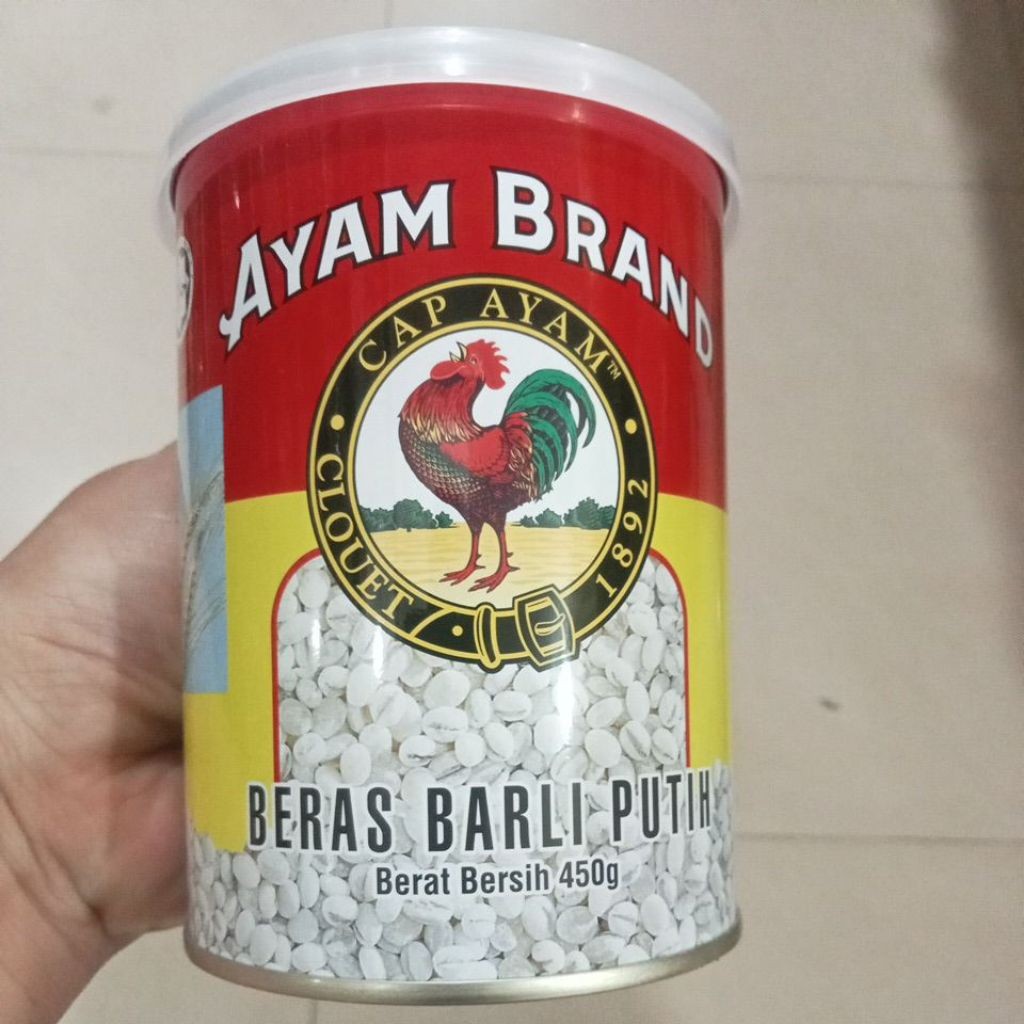 AYAM BRAND
CAP AYAM™
CLOUET 1892
BERAS BARLI PUTIH
Berat Bersih 450g